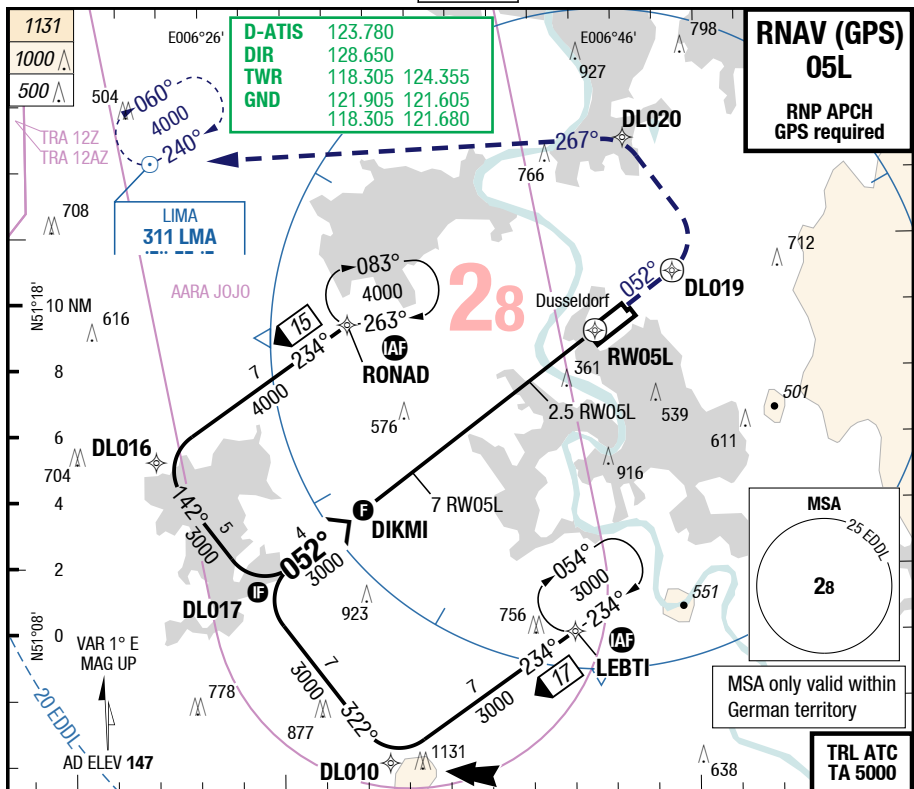 1131
1000
500
E006°26'
D-ATIS 123.780
DIR 128.650
TWR 118.305 124.355
GND 121.905 121.605
118.305 121.680
E006°46'
927
798
RNAV (GPS)
05L
RNP APCH
GPS required
504
060°
4000
240°
TRA 12Z
TRA 12AZ
267°
DL020
766
708
LIMA
311 LMA
712
AARA JOJO
083°
4000
263°
28
052°
DL019
Dusseldorf
N51°18'
10 NM
616
15
234°
IAF
RONAD
RW05L
361
8
7
4000
2.5 RW05L
539
501
576
611
6
DL016
704
916
4
142°
5
3000
7 RW05L
F
DIKMI
MSA
25 EDDL
28
4
052°
3000
2
IF
DL017
923
054°
3000
234°
551
756
IAF
LEBTI
N51°08'
0
VAR 1° E
MAG UP
7
3000
322°
234°
17
7
3000
MSA only valid within
German territory
20 EDDL
778
877
AD ELEV 147
DL010
1131
638
TRL ATC
TA 5000